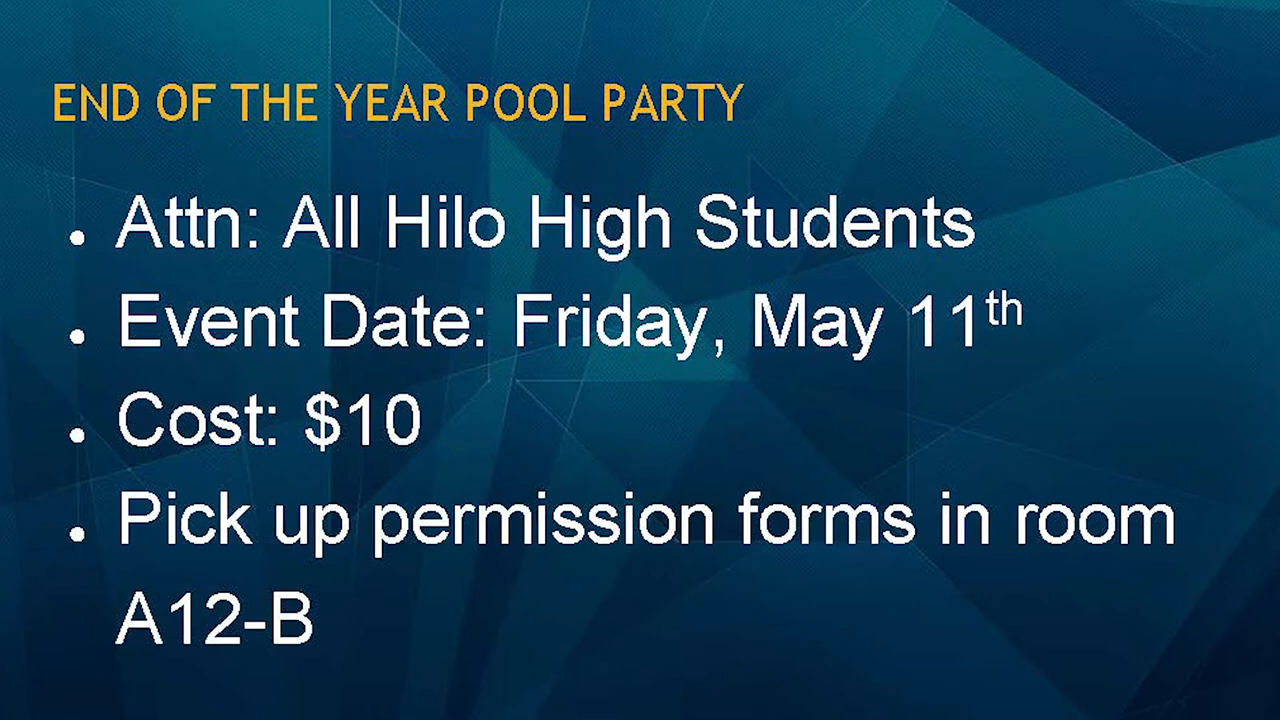 END OF THE YEAR POOL PARTY
• Attn: All Hilo High Students
• Event Date: Friday, May 11th
• Cost: $10
• Pick up permission forms in room
A12-B